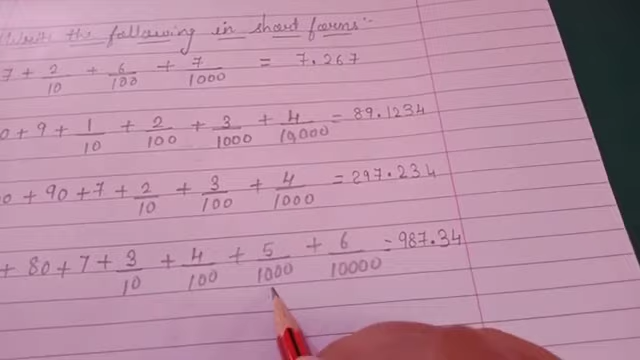 Write the following in short forms:-
7 + 2/10 + 6/100 + 7/1000 = 7.267
0 + 9 + 1/10 + 2/100 + 3/1000 + 4/10,000 = 89.1234
0 + 90 + 7 + 2/10 + 3/100 + 4/1000 = 297.234
+ 80 + 7 + 3/10 + 4/100 + 5/1000 + 6/10000 = 987.34